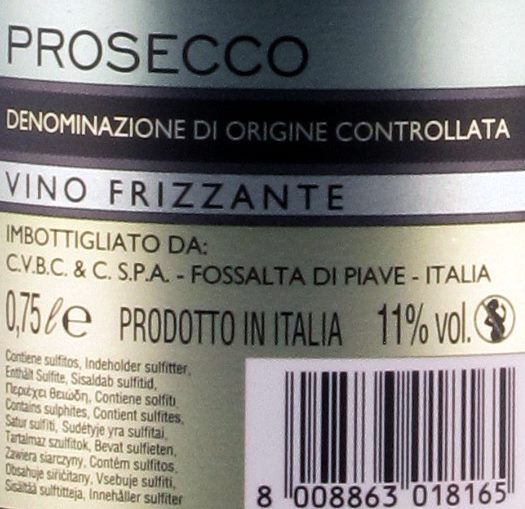 PROSECCO
DENOMINAZIONE DI ORIGINE CONTROLLATA
VINO FRIZZANTE
IMBOTTIGLIATO DA:
C.V.B.C. & C. S.P.A. - FOSSALTA DI PIAVE - ITALIA
0,75 ℓ e PRODOTTO IN ITALIA 11% vol.
Contiene sulfitos, Indeholder sulfitter,
Enthält Sulfite, Sisaldab sulfitid,
Περιέχει Θειώδη, Contiene solfiti,
Contains sulphites, Contient sulfites,
Satur sulfīti, Sudėtyje yra sulfitai,
Tartalmaz szulfitok, Bevat sulfieten,
Zawiera siarczyny, Contém sulfitos,
Obsahuje siřičitany, Vsebuje sulfiti,
Sisältää sulfiitteja, Innehåller sulfiter
8 008863 018165